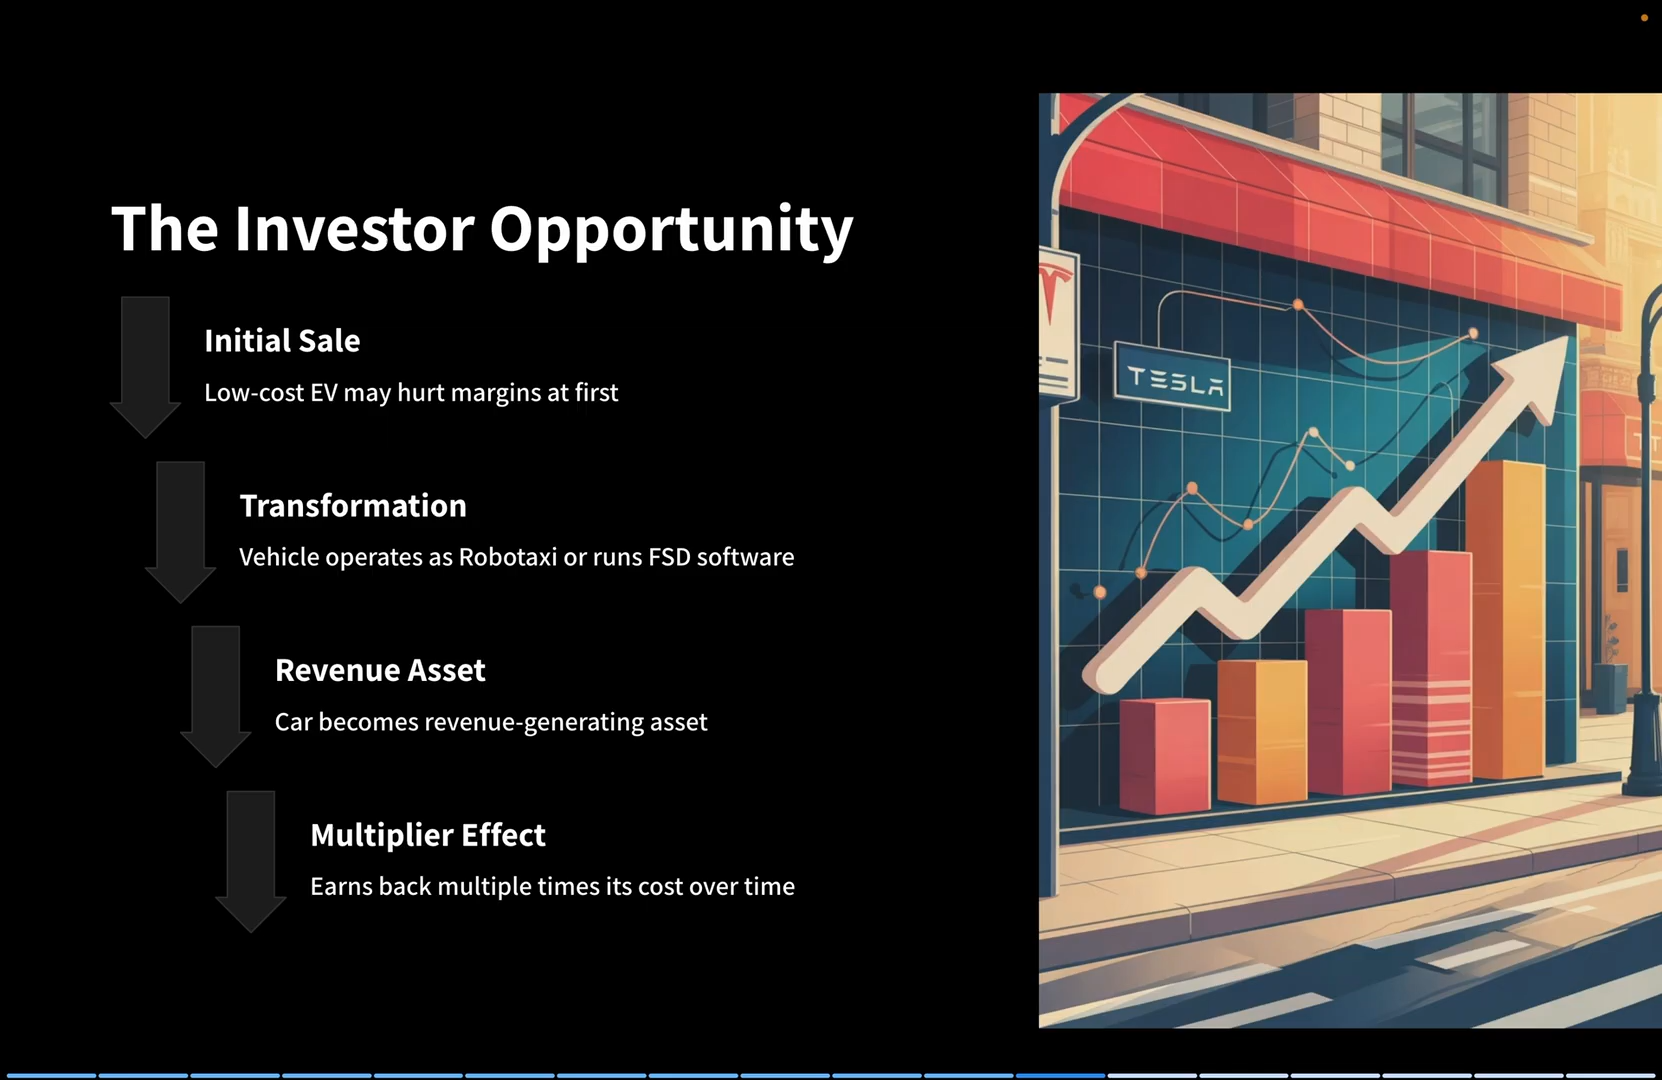 The Investor Opportunity
Initial Sale
Low-cost EV may hurt margins at first
Transformation
Vehicle operates as Robotaxi or runs FSD software
Revenue Asset
Car becomes revenue-generating asset
Multiplier Effect
Earns back multiple times its cost over time
TESLA